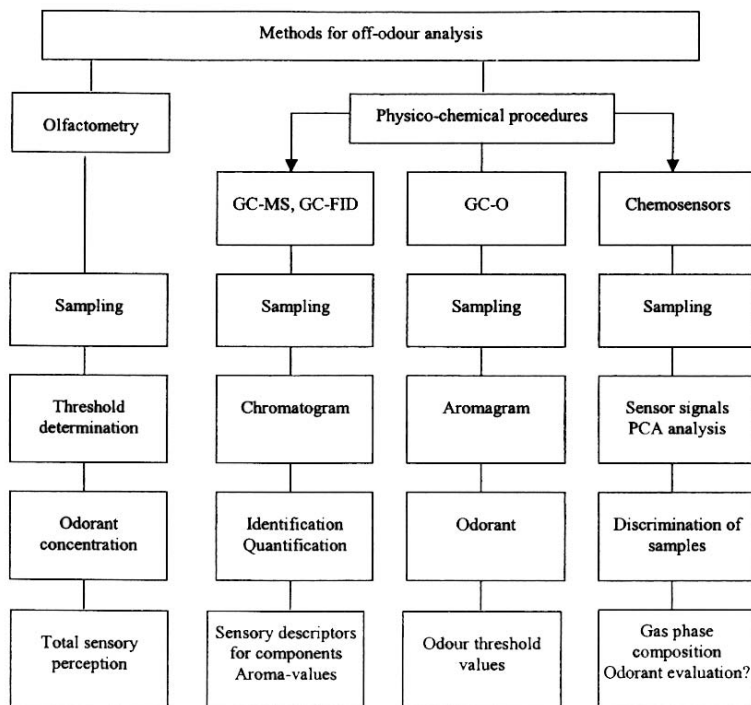 Methods for off-odour analysis
Olfactometry
Physico-chemical procedures
GC-MS, GC-FID
GC-O
Chemosensors
Sampling
Sampling
Sampling
Sampling
Threshold
determination
Chromatogram
Aromagram
Sensor signals
PCA analysis
Odorant
concentration
Identification
Quantification
Odorant
Discrimination of
samples
Total sensory
perception
Sensory descriptors
for components
Aroma-values
Odour threshold
values
Gas phase
composition
Odorant evaluation?